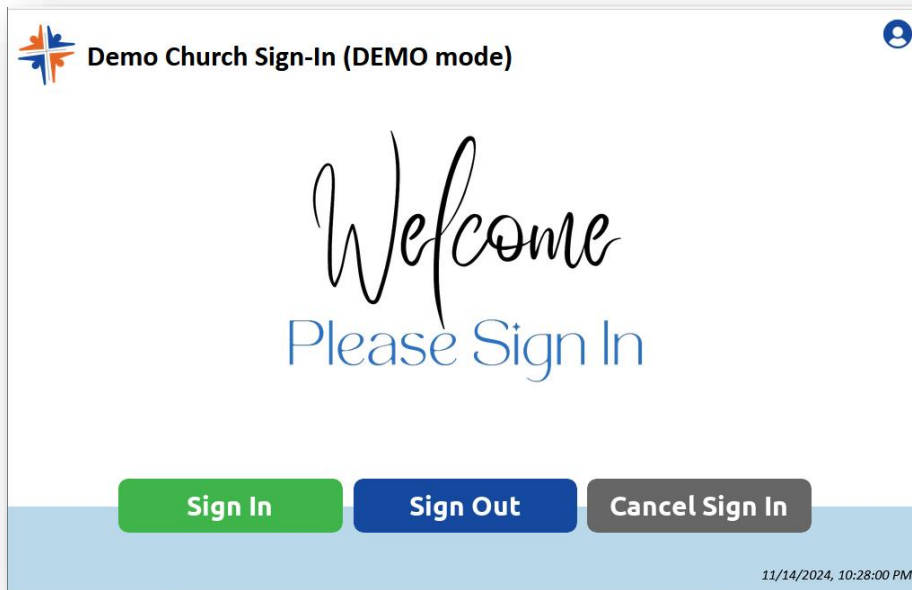 Demo Church Sign-In (DEMO mode)
Welcome
Please Sign In
Sign In
Sign Out
Cancel Sign In
11/14/2024, 10:28:00 PM